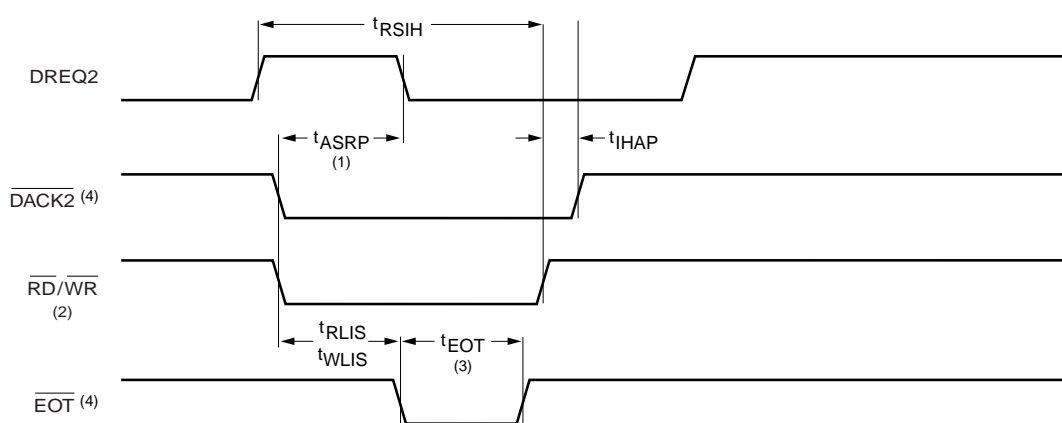 tRSIH
DREQ2
tASRP
(1)
tIHAP
DACK2 (4)
RD/WR
(2)
tRLIS
tWLIS
tEOT
(3)
EOT (4)